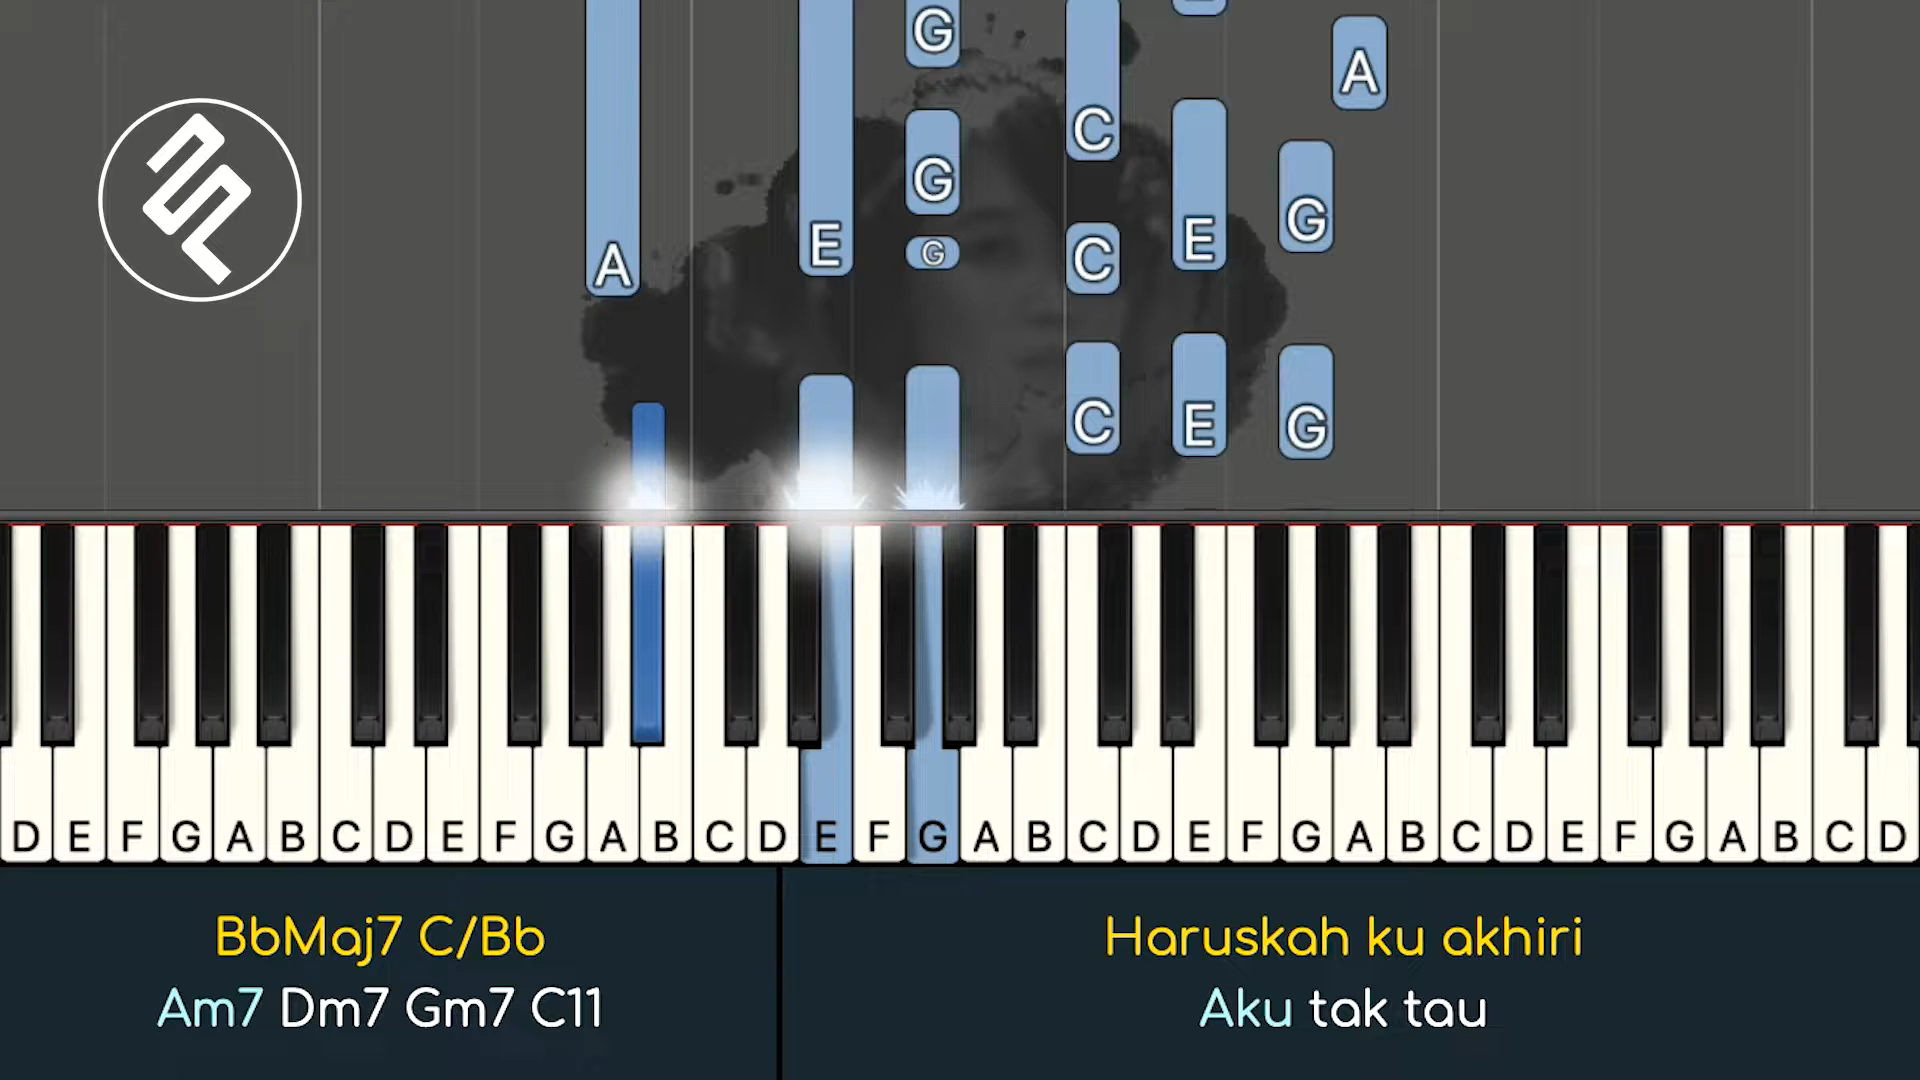 G
A
C
G
G
E
E
G
C
A
C
E
G
D E F G A B C D E F G A B C D E F G A B C D E F G A B C D E F G A B C D
BbMaj7 C/Bb
Am7 Dm7 Gm7 C11
Haruskah ku akhiri
Aku tak tau